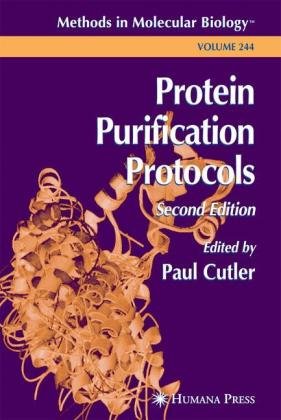 Methods in Molecular Biology™
VOLUME 244
Protein
Purification
Protocols
Second Edition
Edited by
Paul Cutler
HUMANA PRESS